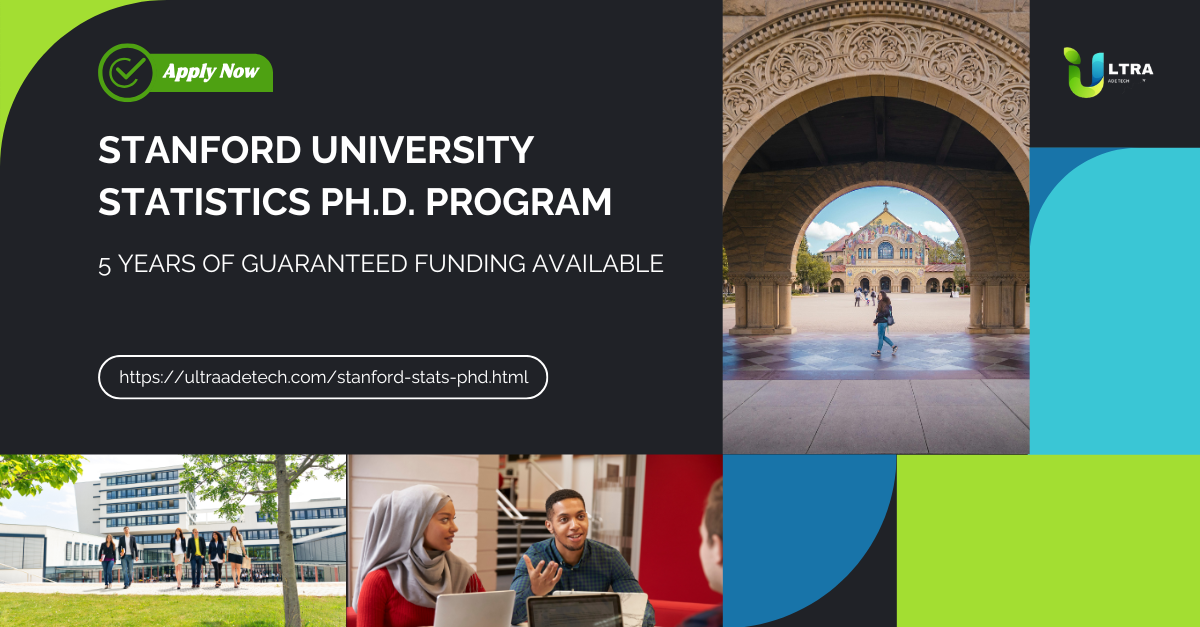 Apply Now
LTRA
ADETECH
STANFORD UNIVERSITY
STATISTICS PH.D. PROGRAM
5 YEARS OF GUARANTEED FUNDING AVAILABLE
https://ultraadetech.com/stanford-stats-phd.html